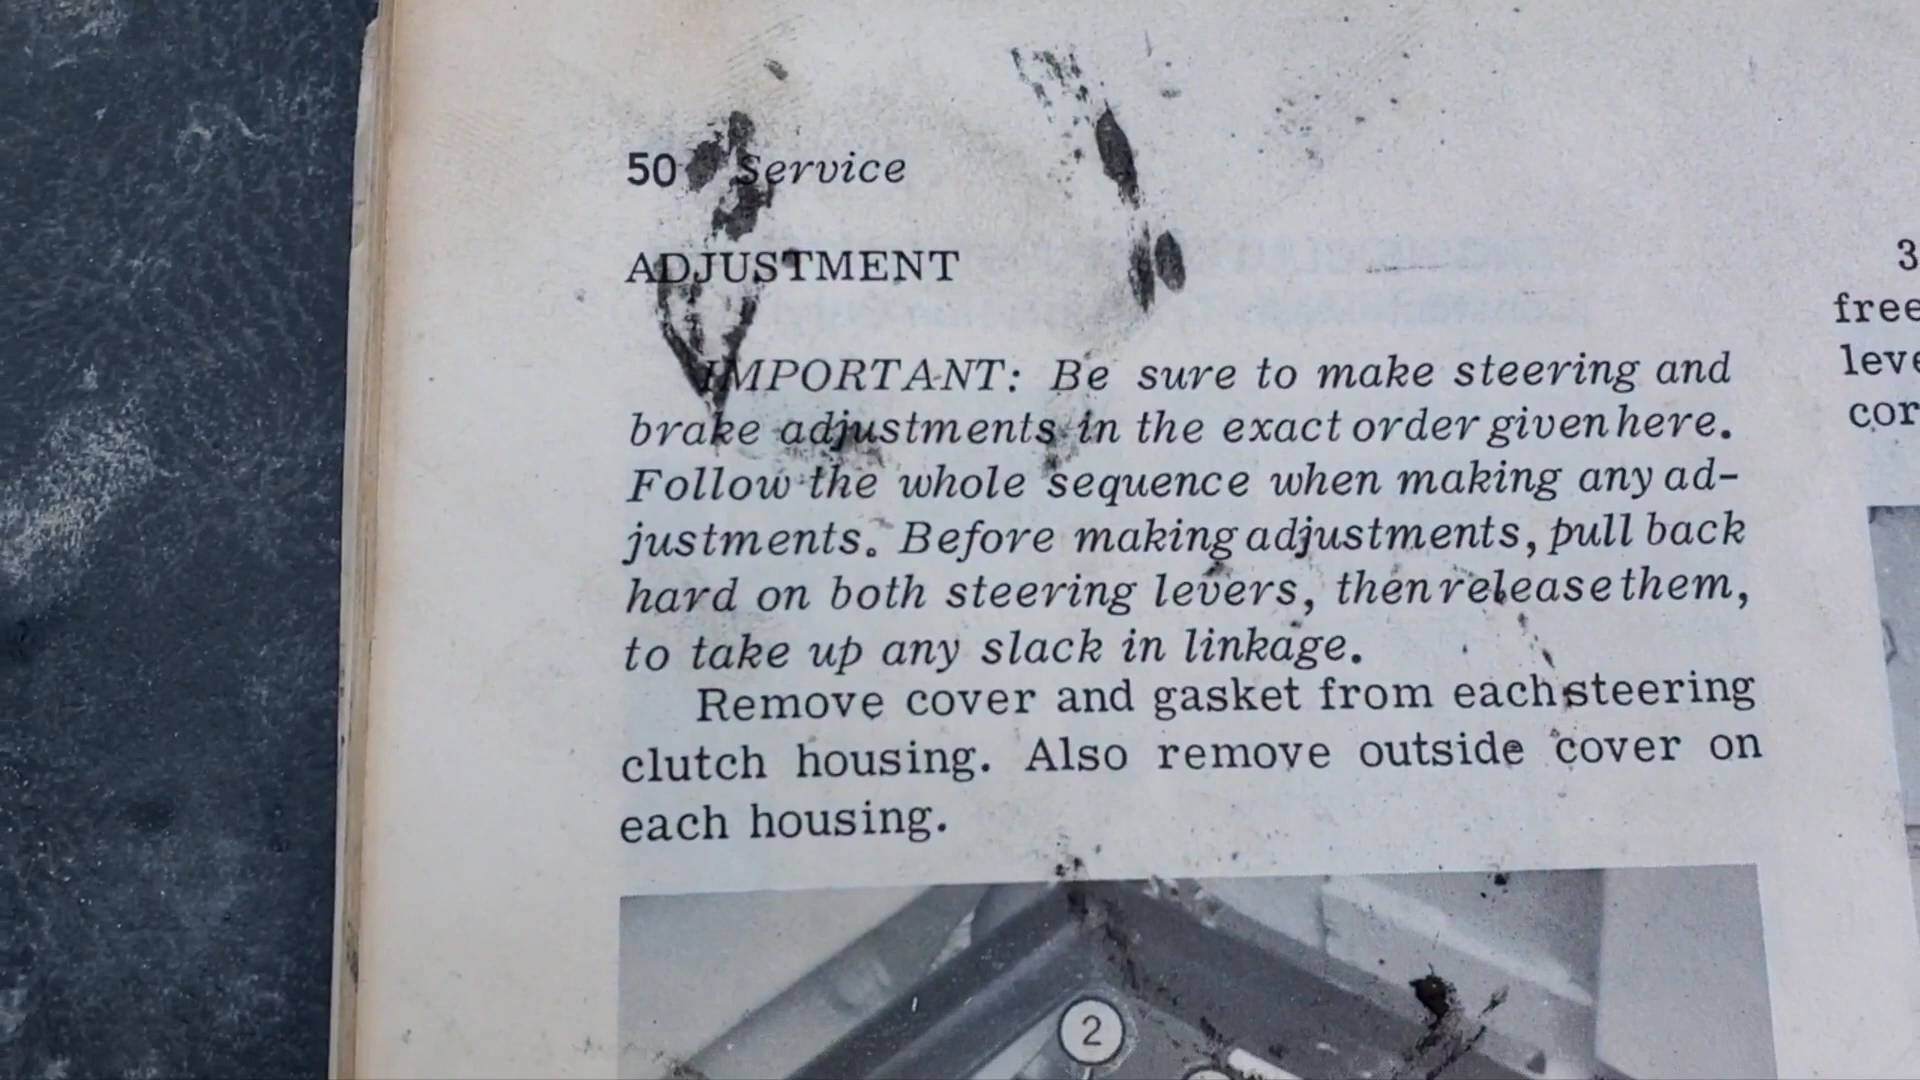 50 Service
ADJUSTMENT
IMPORTANT: Be sure to make steering and
brake adjustments in the exact order given here.
Follow the whole sequence when making any ad-
justments. Before making adjustments, pull back
hard on both steering levers, then release them,
to take up any slack in linkage.
Remove cover and gasket from each steering
clutch housing. Also remove outside cover on
each housing.
2
3
free
leve
cor